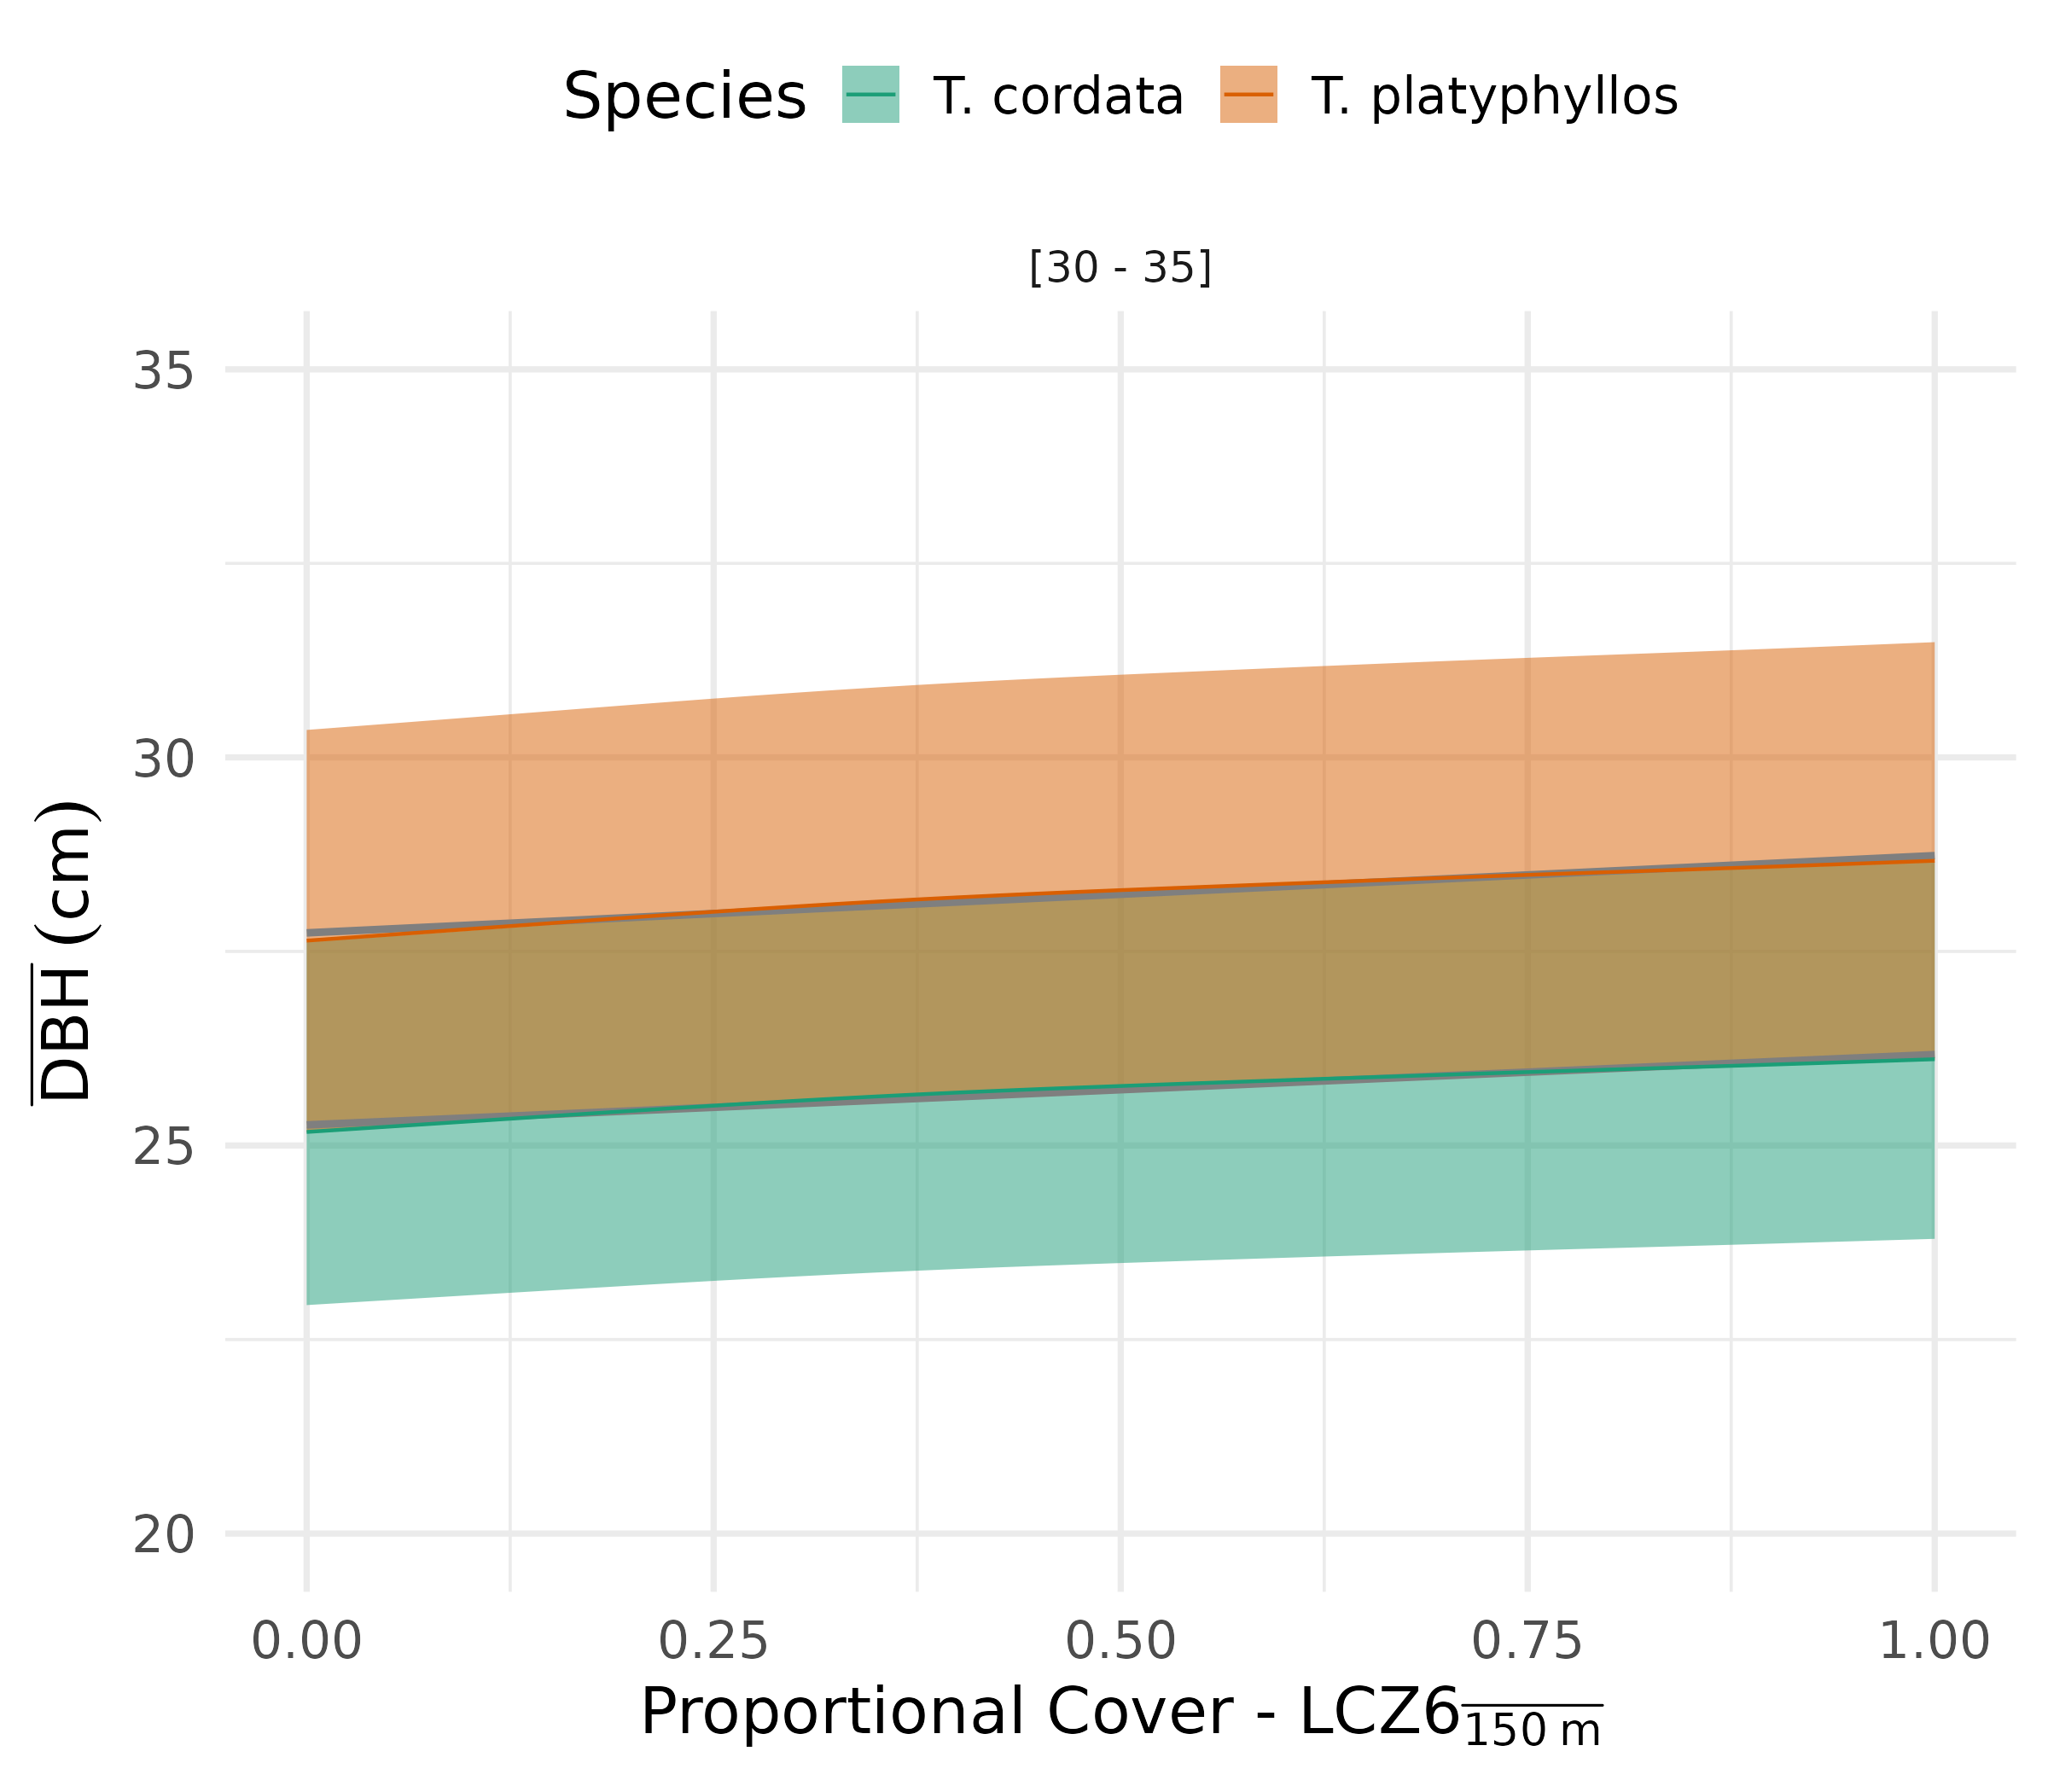 Species T. cordata T. platyphyllos
[30 - 35]
35
30
25
20
DBH (cm)
0.00 0.25 0.50 0.75 1.00
Proportional Cover - LCZ6 150 m